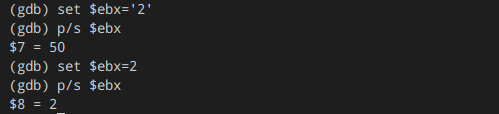 (gdb) set $ebx='2'
(gdb) p/s $ebx
$7 = 50
(gdb) set $ebx=2
(gdb) p/s $ebx
$8 = 2